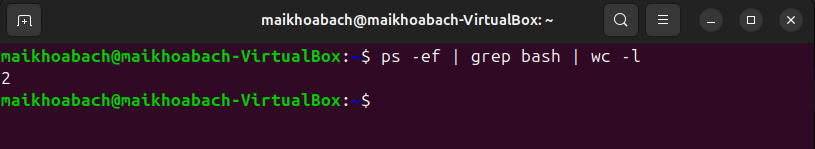 maikhoabach@maikhoabach-VirtualBox: ~
maikhoabach@maikhoabach-VirtualBox:~$ ps -ef | grep bash | wc -l
2
maikhoabach@maikhoabach-VirtualBox:~$